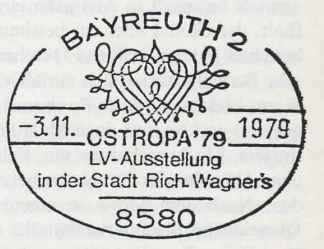 BAYREUTH 2
-3.11. 1979
OSTROPA'79
LV-Ausstellung
in der Stadt Rich. Wagner's
8580